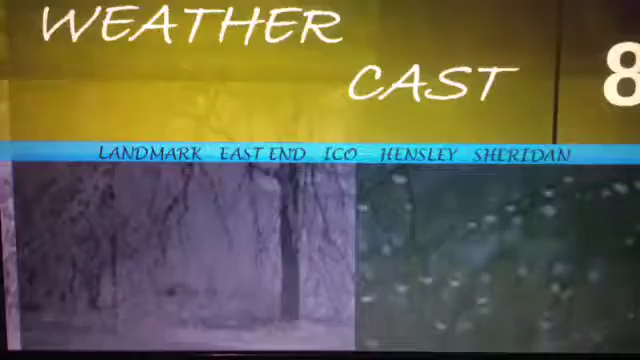 WEATHER
CAST
8
LANDMARK EAST END ICO HENSLEY SHERIDAN